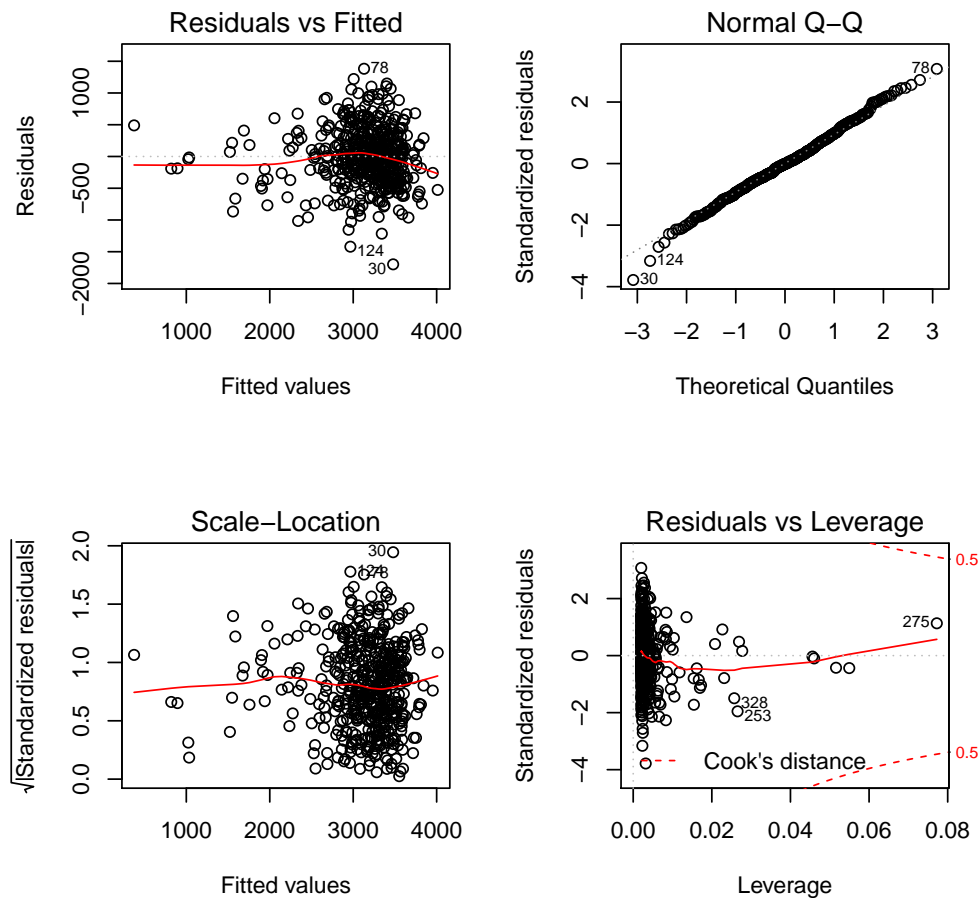 Residuals vs Fitted
Residuals
1000
−500
−2000
78
124
30
1000 2000 3000 4000
Fitted values
Normal Q−Q
Standardized residuals
2
0
−2
−4
78
124
30
−3 −2 −1 0 1 2 3
Theoretical Quantiles
Scale−Location
√|Standardized residuals|
2.0
1.5
1.0
0.5
0.0
30
124
78
1000 2000 3000 4000
Fitted values
Residuals vs Leverage
Standardized residuals
2
0
−2
−4
0.5
275
328
253
0.5
Cook's distance
0.00 0.02 0.04 0.06 0.08
Leverage